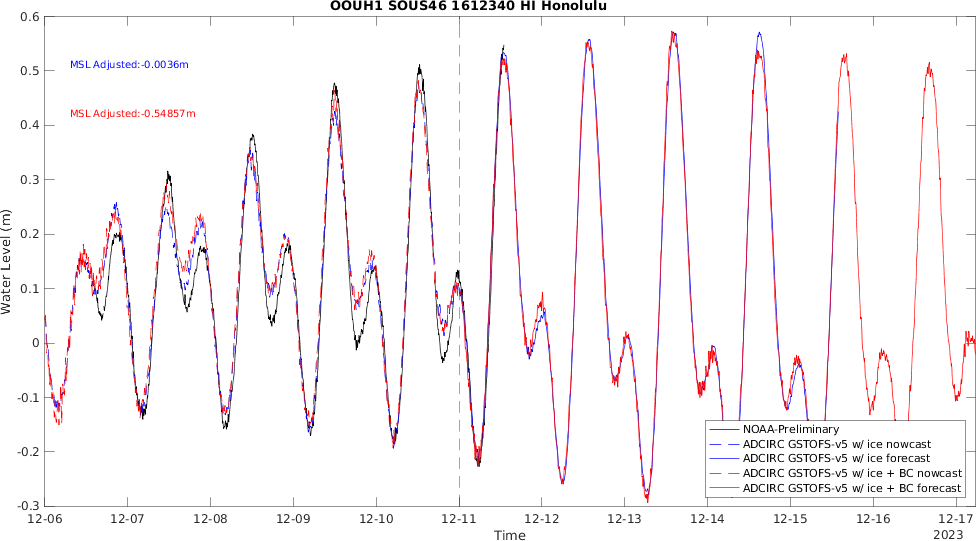 OOUH1 SOUS46 1612340 HI Honolulu
MSL Adjusted:-0.0036m
MSL Adjusted:-0.54857m
Water Level (m)
0.6
0.5
0.4
0.3
0.2
0.1
0
-0.1
-0.2
-0.3
NOAA-Preliminary
ADCIRC GSTOFS-v5 w/ ice nowcast
ADCIRC GSTOFS-v5 w/ ice forecast
ADCIRC GSTOFS-v5 w/ ice + BC nowcast
ADCIRC GSTOFS-v5 w/ ice + BC forecast
12-06 12-07 12-08 12-09 12-10 12-11 12-12 12-13 12-14 12-15 12-16 12-17
2023
Time